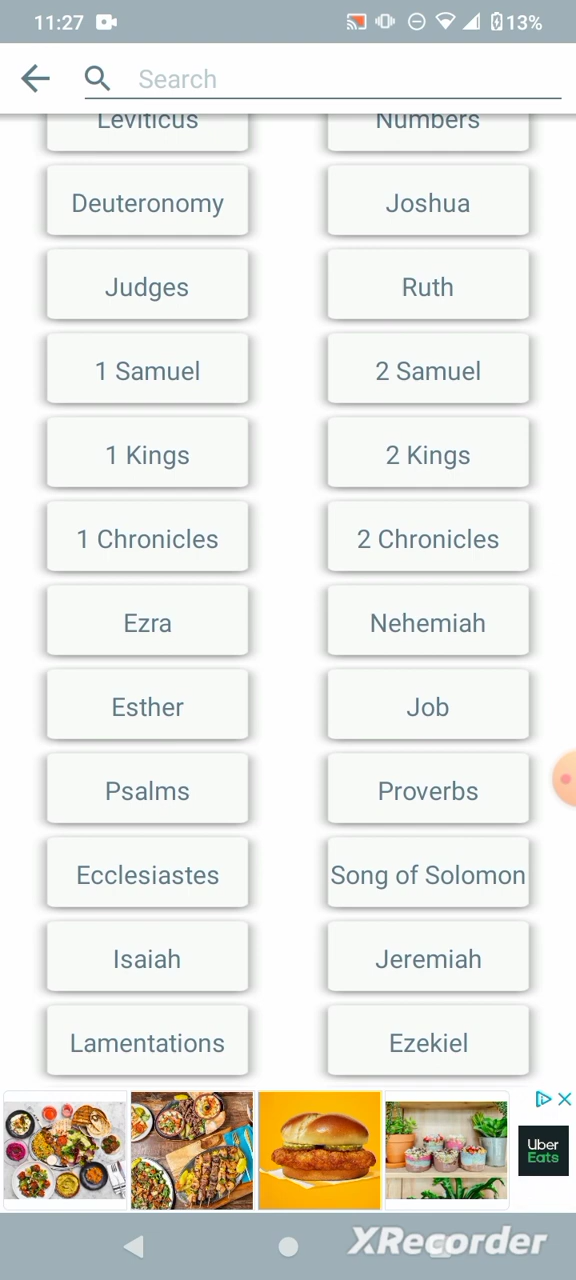 11:27 13%
Search
Leviticus Numbers
Deuteronomy Joshua
Judges Ruth
1 Samuel 2 Samuel
1 Kings 2 Kings
1 Chronicles 2 Chronicles
Ezra Nehemiah
Esther Job
Psalms Proverbs
Ecclesiastes Song of Solomon
Isaiah Jeremiah
Lamentations Ezekiel
Uber
Eats
XRecorder